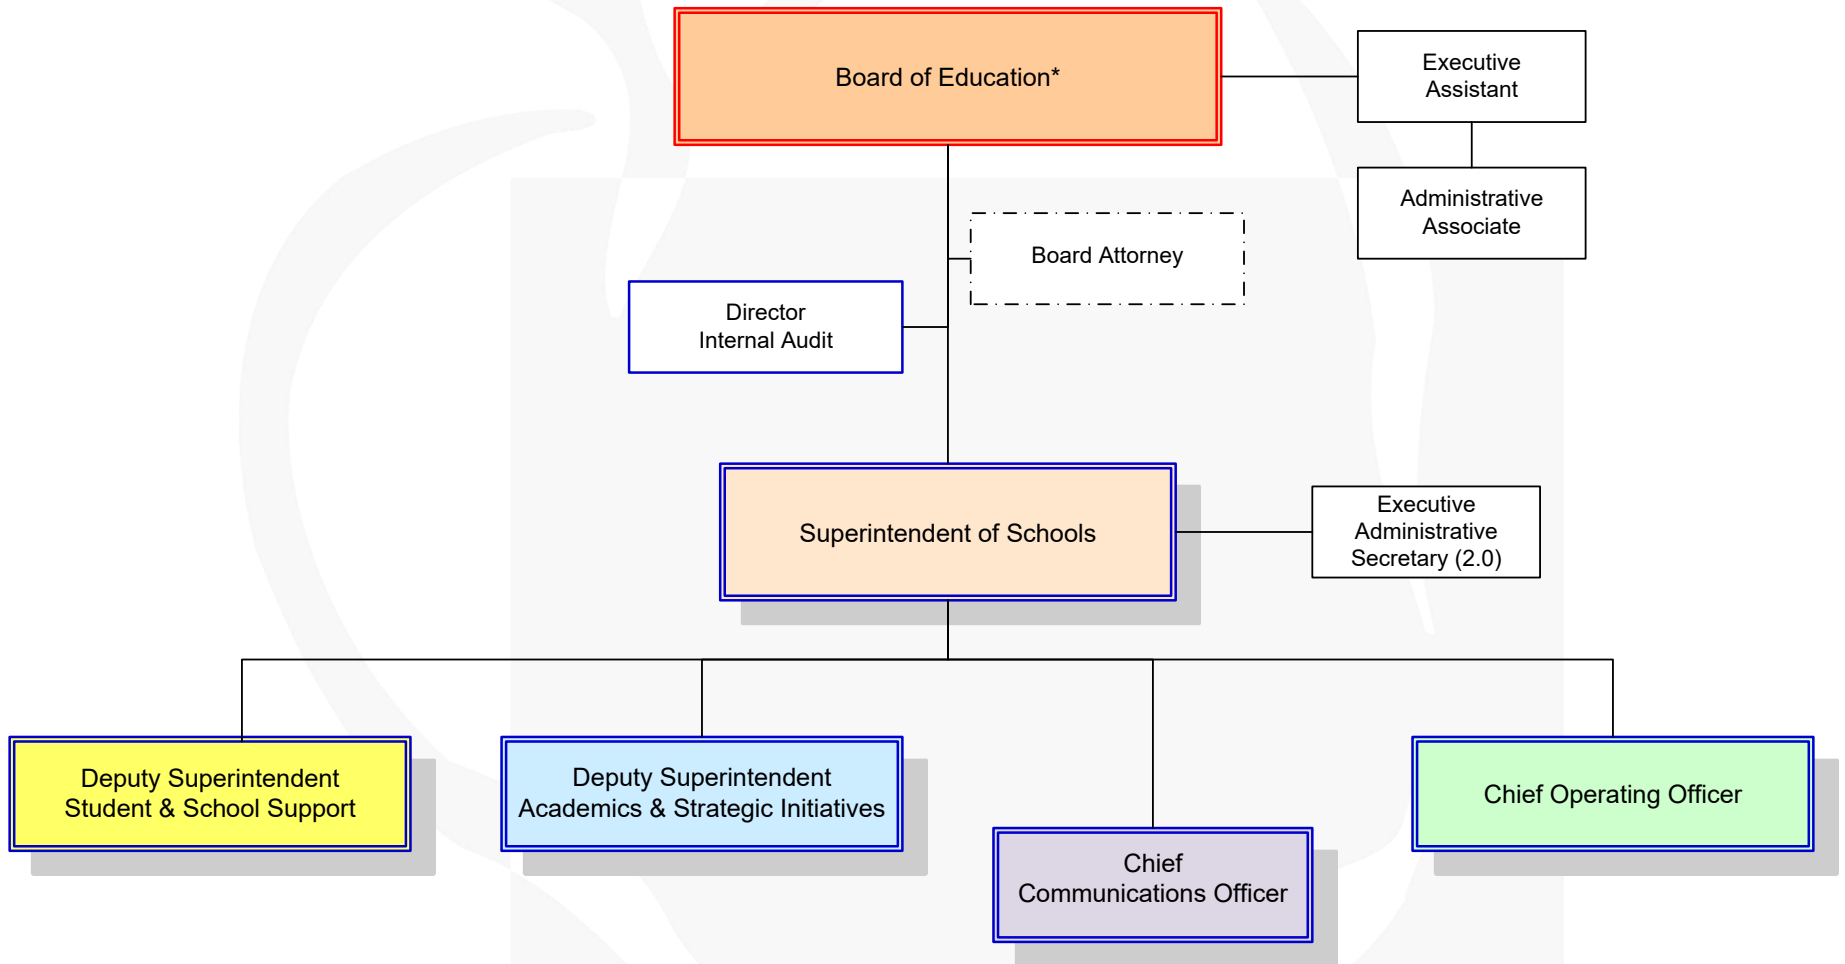 Board of Education*
Executive
Assistant
Administrative
Associate
Board Attorney
Director
Internal Audit
Superintendent of Schools
Executive
Administrative
Secretary (2.0)
Deputy Superintendent
Student & School Support
Deputy Superintendent
Academics & Strategic Initiatives
Chief
Communications Officer
Chief Operating Officer